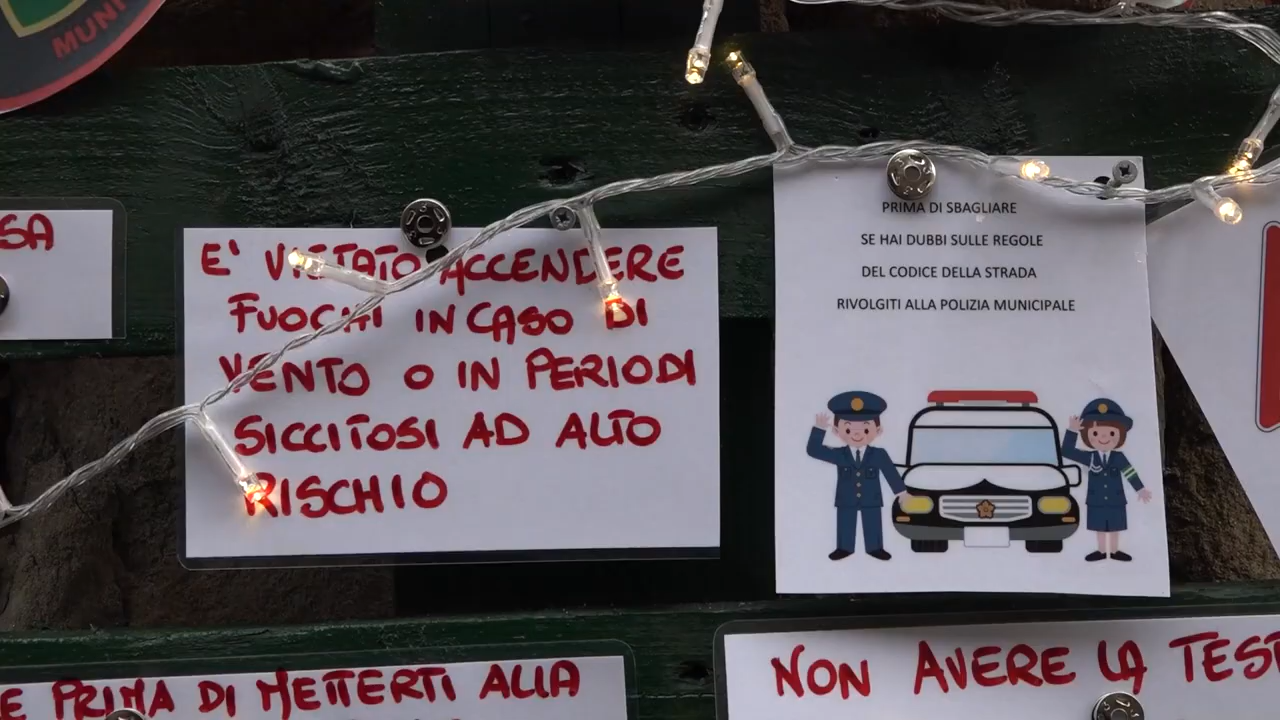 MUNI
SA
E' VIETATO ACCENDERE
FUOCHI IN CASO DI
VENTO O IN PERIODI
SICCITOSI AD ALTO
RISCHIO
PRIMA DI SBAGLIARE
SE HAI DUBBI SULLE REGOLE
DEL CODICE DELLA STRADA
RIVOLGITI ALLA POLIZIA MUNICIPALE
E PRIMA DI METTERTI ALLA
NON AVERE LA TEST